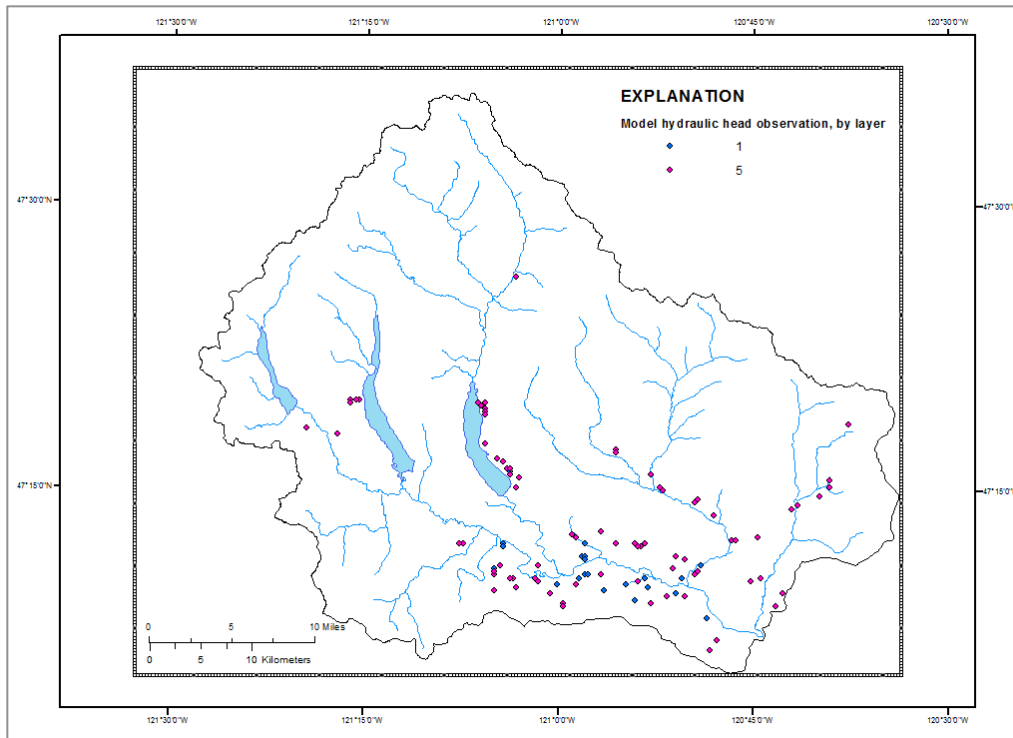 121°30'0"W 121°15'0"W 121°0'0"W 120°45'0"W 120°30'0"W
EXPLANATION
Model hydraulic head observation, by layer
1
5
47°30'0"N 47°30'0"N
47°15'0"N 47°15'0"N
0 5 10 Miles
0 5 10 Kilometers
121°30'0"W 121°15'0"W 121°0'0"W 120°45'0"W 120°30'0"W